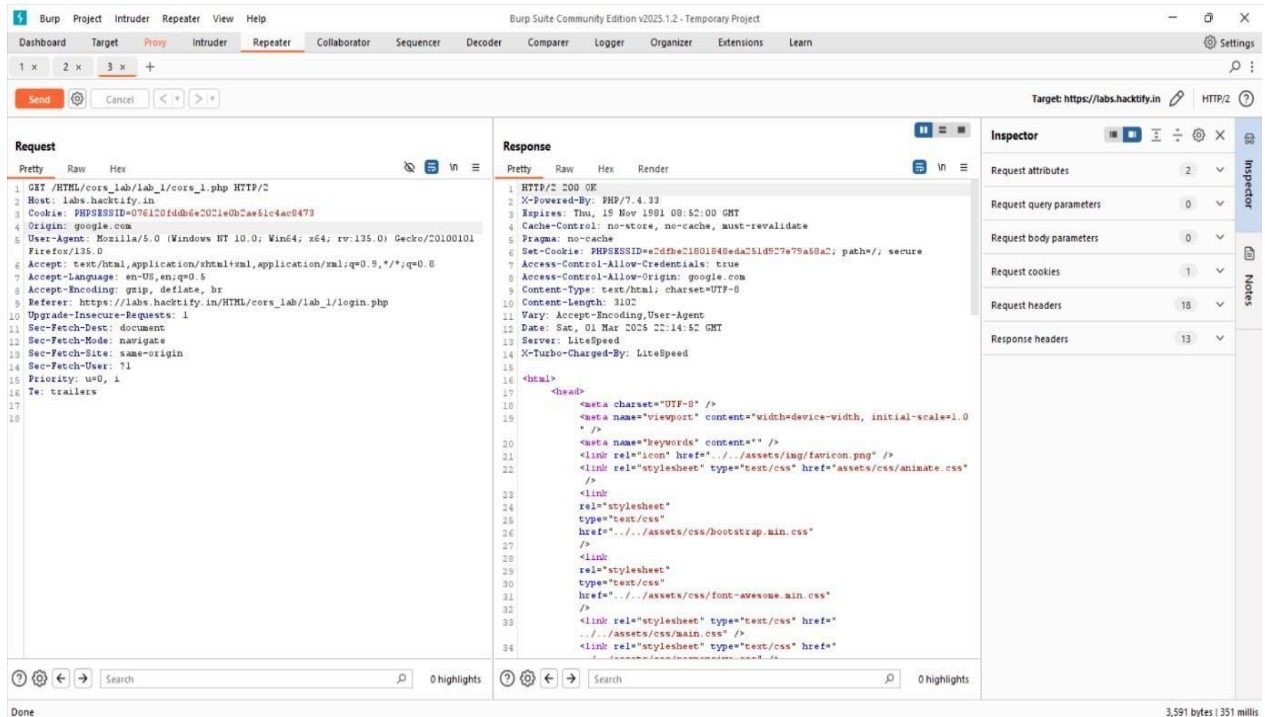 Burp Project Intruder Repeater View Help
Burp Suite Community Edition v2025.1.2 - Temporary Project
Dashboard Target Proxy Intruder Repeater Collaborator Sequencer Decoder Comparer Logger Organizer Extensions Learn
Settings
1 × 2 × 3 × +
Send Cancel < >
Target: https://labs.hacktify.in HTTP/2
Request
Pretty Raw Hex
\n
1 GET /HTML/cors_lab/lab_1/cors_1.php HTTP/2
2 Host: labs.hacktify.in
3 Cookie: PHPSESSID=076120fddb6e2021e0b2ae51c4ac8473
4 Origin: google.com
5 User-Agent: Mozilla/5.0 (Windows NT 10.0; Win64; x64; rv:135.0) Gecko/20100101
Firefox/135.0
6 Accept: text/html,application/xhtml+xml,application/xml;q=0.9,*/*;q=0.8
7 Accept-Language: en-US,en;q=0.5
8 Accept-Encoding: gzip, deflate, br
9 Referer: https://labs.hacktify.in/HTML/cors_lab/lab_1/login.php
10 Upgrade-Insecure-Requests: 1
11 Sec-Fetch-Dest: document
12 Sec-Fetch-Mode: navigate
13 Sec-Fetch-Site: same-origin
14 Sec-Fetch-User: ?1
15 Priority: u=0, i
16 Te: trailers
17
18
Search
0 highlights
Response
Pretty Raw Hex Render
\n
1 HTTP/2 200 OK
2 X-Powered-By: PHP/7.4.33
3 Expires: Thu, 19 Nov 1981 08:52:00 GMT
4 Cache-Control: no-store, no-cache, must-revalidate
5 Pragma: no-cache
6 Set-Cookie: PHPSESSID=e2dfbe21801848eda251d927e79a58a2; path=/; secure
7 Access-Control-Allow-Credentials: true
8 Access-Control-Allow-Origin: google.com
9 Content-Type: text/html; charset=UTF-8
10 Content-Length: 3102
11 Vary: Accept-Encoding,User-Agent
12 Date: Sat, 01 Mar 2025 22:14:52 GMT
13 Server: LiteSpeed
14 X-Turbo-Charged-By: LiteSpeed
15
16 <html>
17 <head>
18 <meta charset="UTF-8" />
19 <meta name="viewport" content="width=device-width, initial-scale=1.0
" />
20 <meta name="keywords" content="" />
21 <link rel="icon" href="../../assets/img/favicon.png" />
22 <link rel="stylesheet" type="text/css" href="assets/css/animate.css"
/>
23 <link
24 rel="stylesheet"
25 type="text/css"
26 href="../../assets/css/bootstrap.min.css"
27 />
28 <link
29 rel="stylesheet"
30 type="text/css"
31 href="../../assets/css/font-awesome.min.css"
32 />
33 <link rel="stylesheet" type="text/css" href="
../../assets/css/main.css" />
34 <link rel="stylesheet" type="text/css" href="
Search
0 highlights
Inspector
Request attributes 2
Request query parameters 0
Request body parameters 0
Request cookies 1
Request headers 18
Response headers 13
Inspector
Notes
Done
3,591 bytes | 351 millis